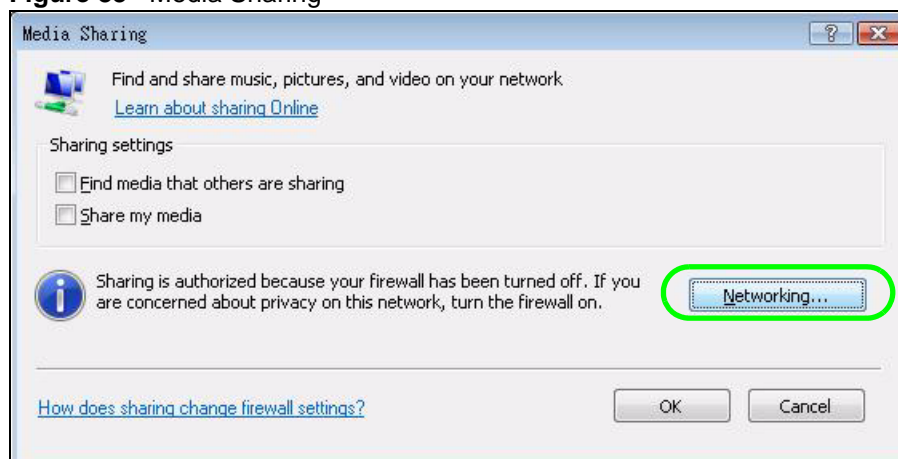 Media Sharing
Find and share music, pictures, and video on your network
Learn about sharing Online
Sharing settings
Find media that others are sharing
Share my media
Sharing is authorized because your firewall has been turned off. If you
are concerned about privacy on this network, turn the firewall on.
Networking...
How does sharing change firewall settings?
OK
Cancel